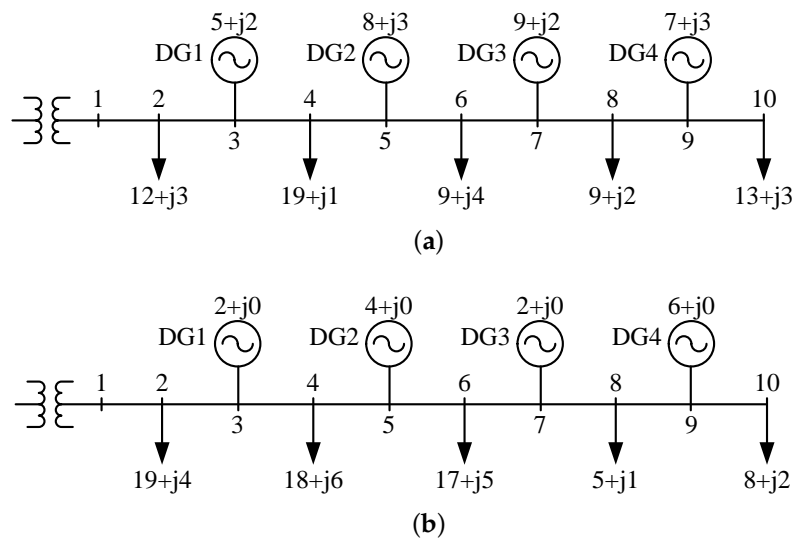 5+j2 8+j3 9+j2 7+j3
DG1 DG2 DG3 DG4
1 2 4 6 8 10
3 5 7 9
12+j3 19+j1 9+j4 9+j2 13+j3
(a)
2+j0 4+j0 2+j0 6+j0
DG1 DG2 DG3 DG4
1 2 4 6 8 10
3 5 7 9
19+j4 18+j6 17+j5 5+j1 8+j2
(b)